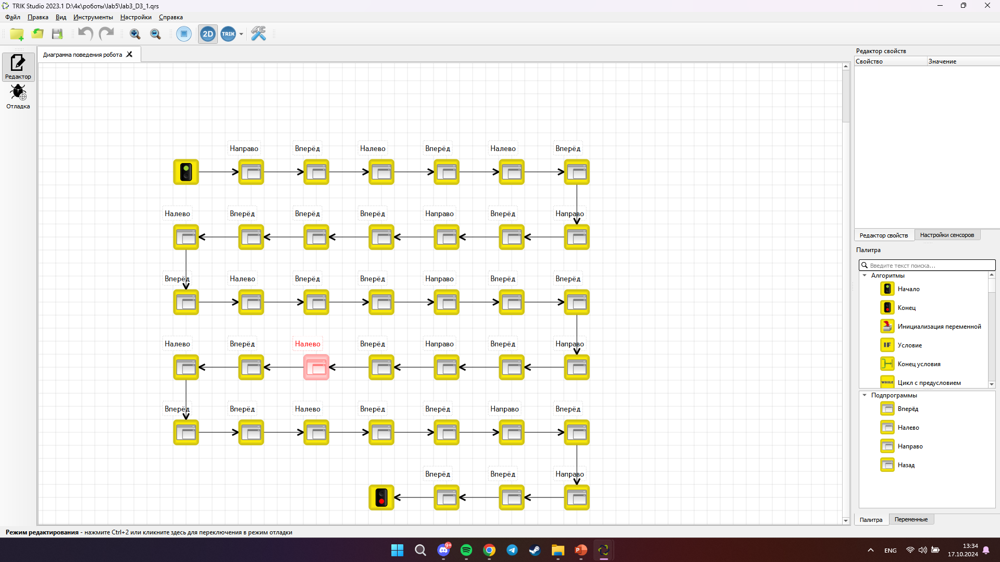 TRIK Studio 2023.1 D:\4к\роботы\lab5\lab3_D3_1.qrs
Файл Правка Вид Инструменты Настройки Справка
2D TRIK
Диаграмма поведения робота
Редактор
Отладка
Направо Вперёд Налево Вперёд Налево Вперёд
Налево Вперёд Вперёд Вперёд Направо Вперёд Направо
Вперёд Налево Вперёд Вперёд Направо Вперёд Вперёд
Налево Вперёд Налево Вперёд Направо Вперёд Направо
Вперёд Вперёд Налево Вперёд Вперёд Направо Вперёд
Вперёд Вперёд Направо
Редактор свойств
Свойство Значение
Редактор свойств Настройки сенсоров
Палитра
Введите текст поиска...
Алгоритмы
Начало
Конец
Инициализация переменной
IF Условие
Конец условия
WHILE Цикл с предусловием
Подпрограммы
Вперёд
Налево
Направо
Назад
Палитра Переменные
Режим редактирования - нажмите Ctrl+2 или кликните здесь для переключения в режим отладки
9+
P
ENG
13:34
17.10.2024